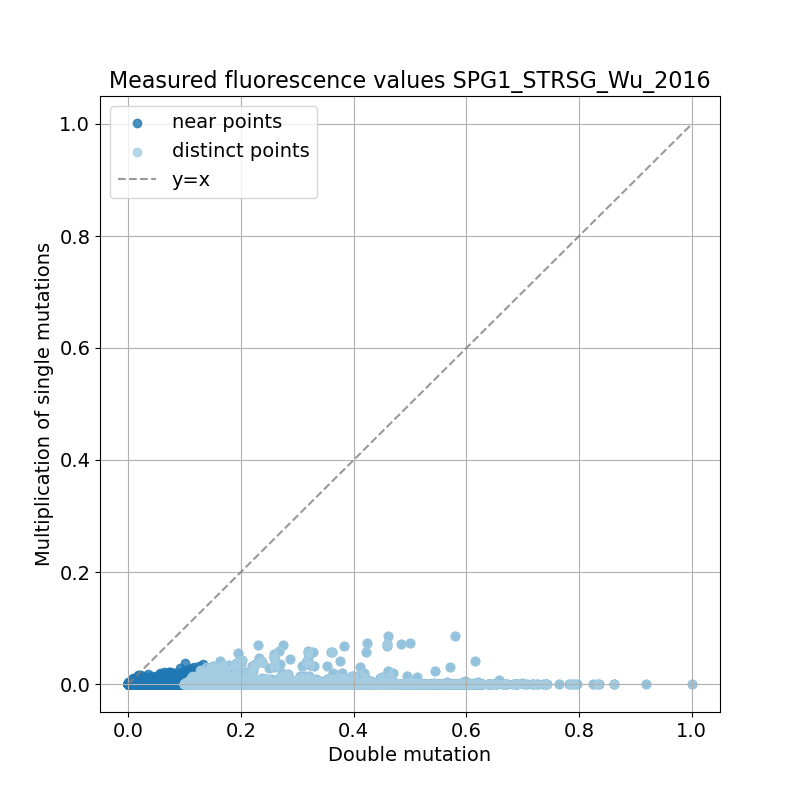 Measured fluorescence values SPG1_STRSG_Wu_2016
near points
distinct points
y=x
Multiplication of single mutations
1.0
0.8
0.6
0.4
0.2
0.0
0.0 0.2 0.4 0.6 0.8 1.0
Double mutation